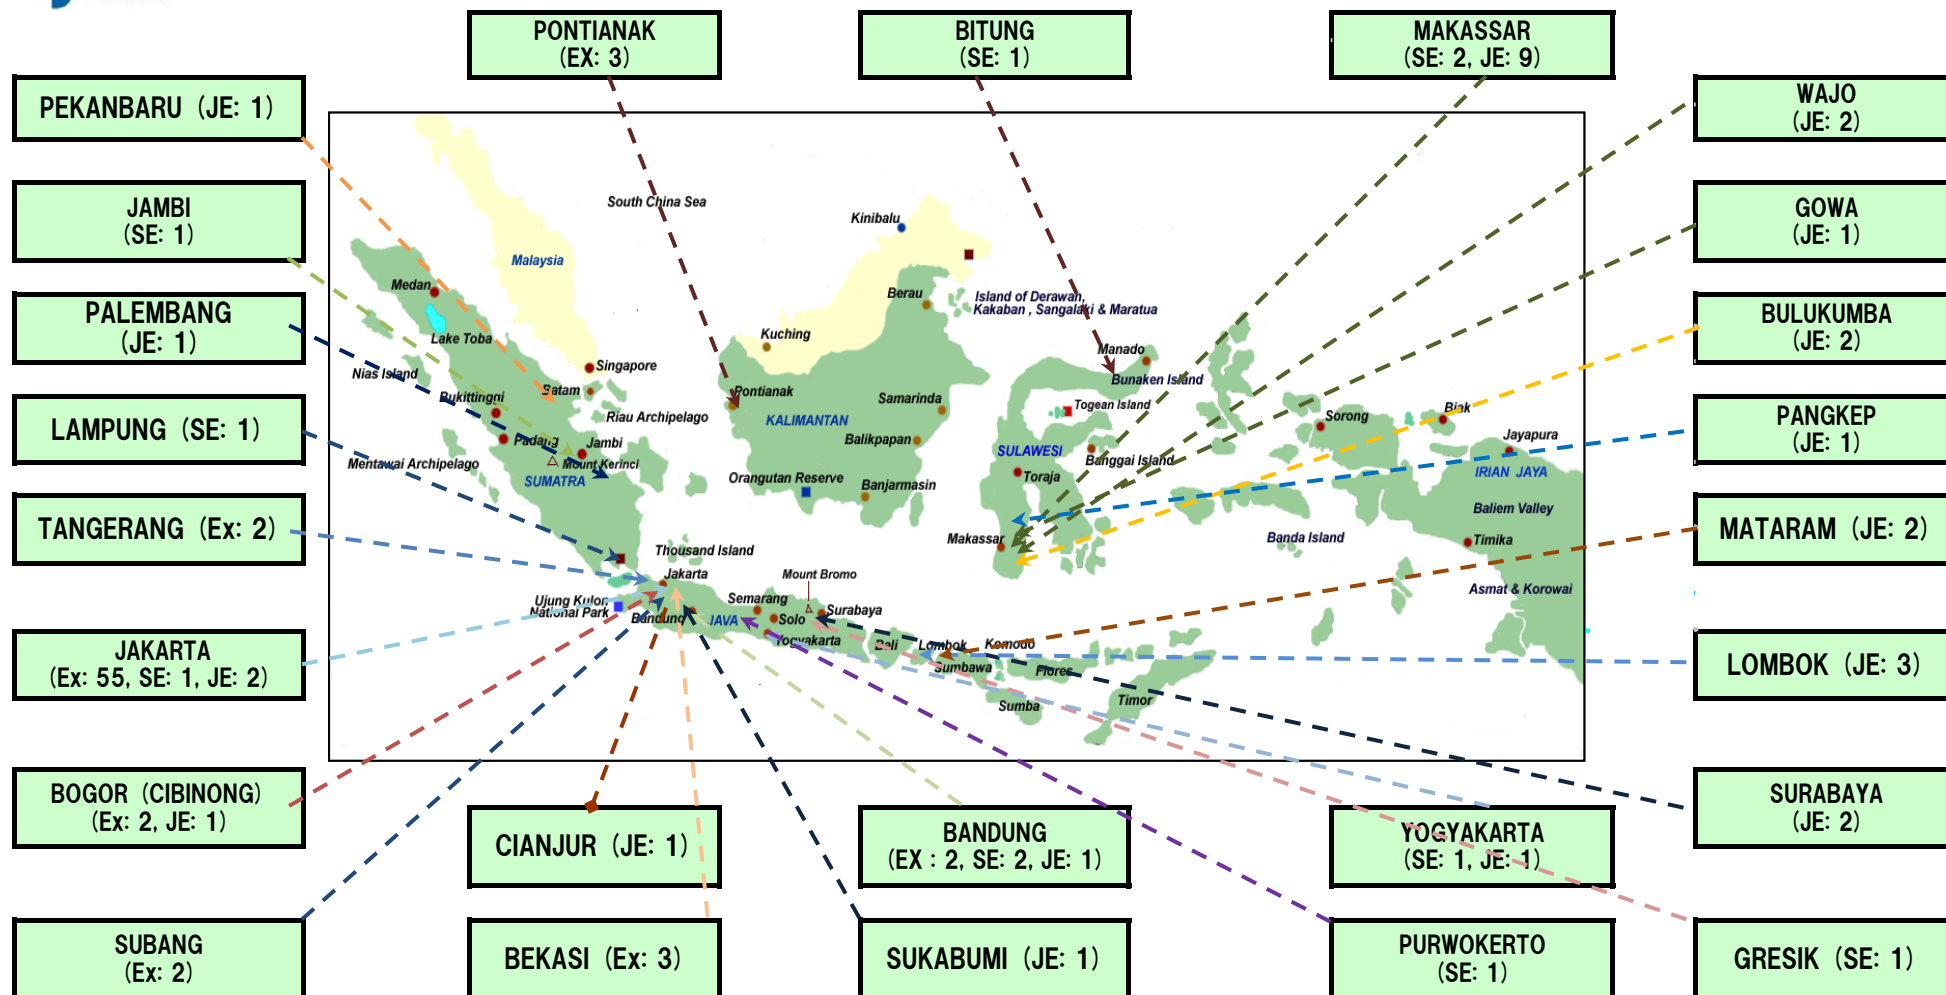 PONTIANAK
(EX: 3)
BITUNG
(SE: 1)
MAKASSAR
(SE: 2, JE: 9)
PEKANBARU (JE: 1)
WAJO
(JE: 2)
JAMBI
(SE: 1)
GOWA
(JE: 1)
PALEMBANG
(JE: 1)
BULUKUMBA
(JE: 2)
LAMPUNG (SE: 1)
PANGKEP
(JE: 1)
TANGERANG (Ex: 2)
MATARAM (JE: 2)
JAKARTA
(Ex: 55, SE: 1, JE: 2)
LOMBOK (JE: 3)
BOGOR (CIBINONG)
(Ex: 2, JE: 1)
SURABAYA
(JE: 2)
CIANJUR (JE: 1)
BANDUNG
(EX : 2, SE: 2, JE: 1)
YOGYAKARTA
(SE: 1, JE: 1)
SUBANG
(Ex: 2)
BEKASI (Ex: 3)
SUKABUMI (JE: 1)
PURWOKERTO
(SE: 1)
GRESIK (SE: 1)
South China Sea
Kinibalu
Malaysia
Medan
Berau
Island of Derawan,
Kakaban , Sangalaki & Maratua
Lake Toba
Kuching
Manado
Singapore
Nias Island
Bunaken Island
Batam
Pontianak
Bukittinggi
Samarinda
Togean Island
Biak
Riau Archipelago
KALIMANTAN
Sorong
Padang
Jambi
Balikpapan
SULAWESI
Jayapura
Mentawai Archipelago
Mount Kerinci
Banggai Island
IRIAN JAYA
SUMATRA
Orangutan Reserve
Banjarmasin
Toraja
Baliem Valley
Makassar
Banda Island
Timika
Thousand Island
Jakarta
Mount Bromo
Asmat & Korowai
Ujung Kulon
National Park
Semarang
Surabaya
Bandung
JAVA
Solo
Yogyakarta
Bali
Lombok
Komodo
Sumbawa
Flores
Sumba
Timor